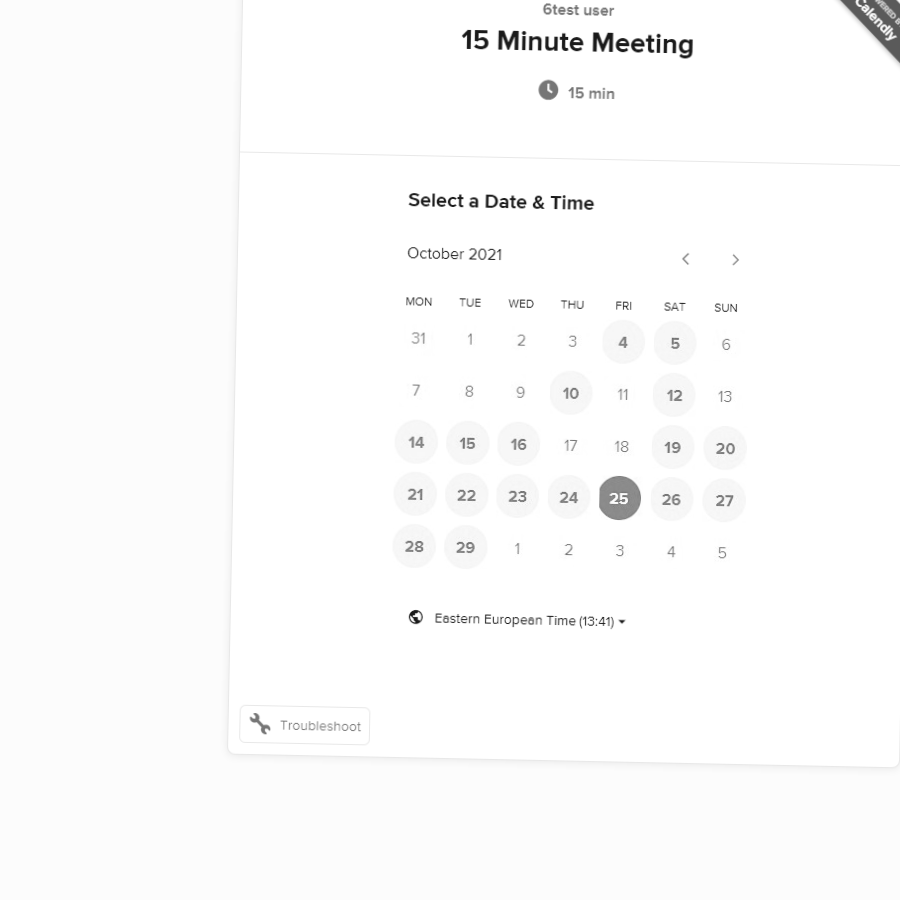 6test user
15 Minute Meeting
15 min
Calendly
Select a Date & Time
October 2021
MON TUE WED THU FRI SAT SUN
31 1 2 3 4 5 6
7 8 9 10 11 12 13
14 15 16 17 18 19 20
21 22 23 24 25 26 27
28 29 1 2 3 4 5
Eastern European Time (13:41)
Troubleshoot